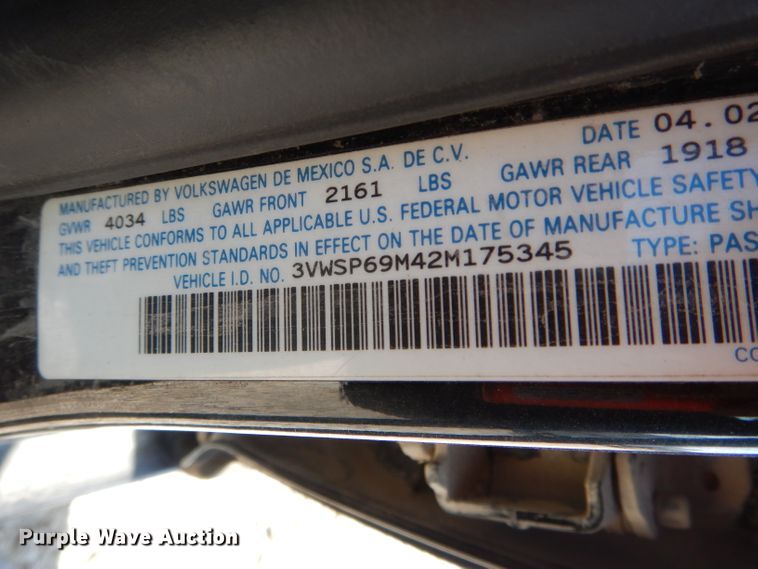 MANUFACTURED BY VOLKSWAGEN DE MEXICO S.A. DE C.V. DATE 04.02
GVWR 4034 LBS GAWR FRONT 2161 LBS GAWR REAR 1918
THIS VEHICLE CONFORMS TO ALL APPLICABLE U.S. FEDERAL MOTOR VEHICLE SAFETY
AND THEFT PREVENTION STANDARDS IN EFFECT ON THE DATE OF MANUFACTURE SH
VEHICLE I.D. NO. 3VWSP69M42M175345 TYPE: PAS
CO
Purple Wave Auction